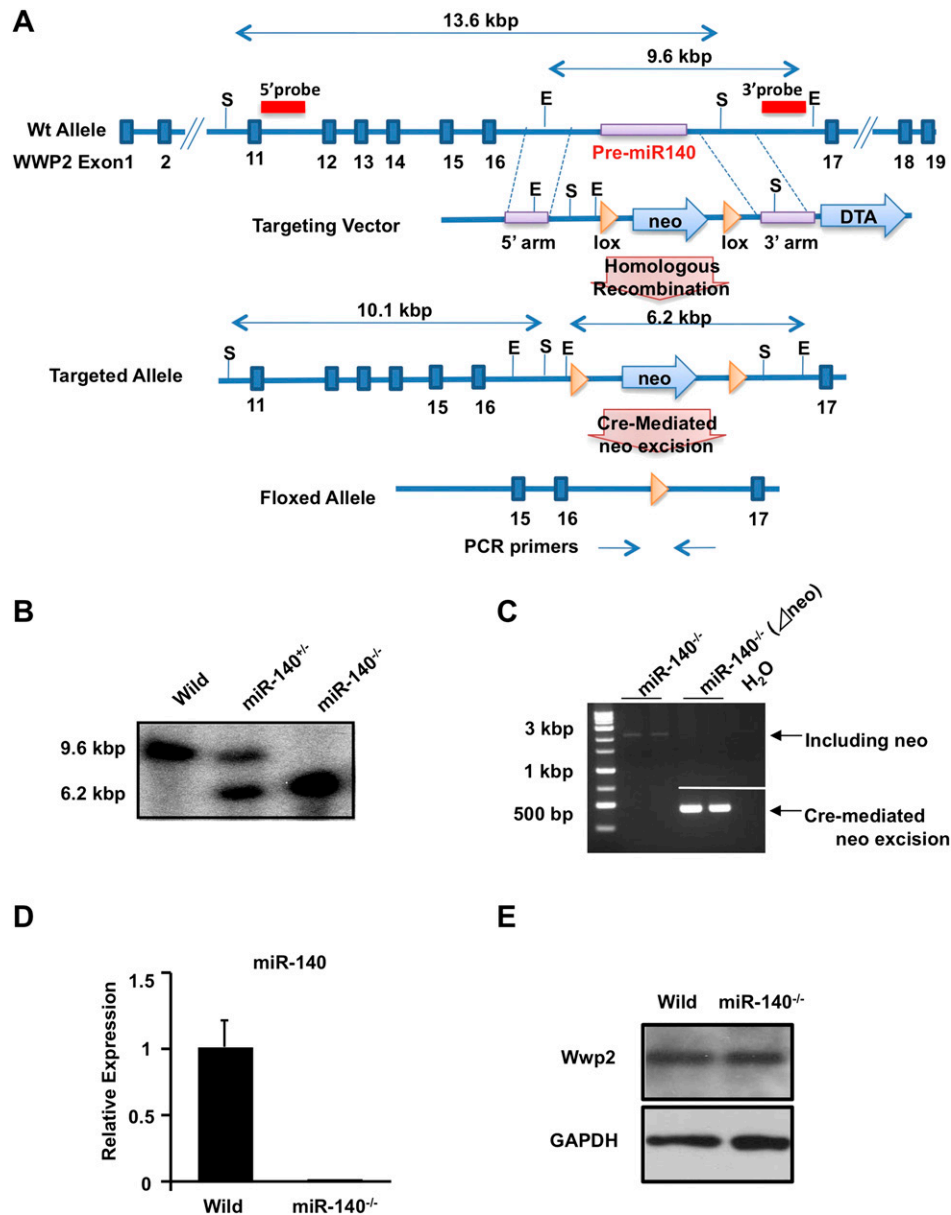 A
13.6 kbp
9.6 kbp
5'probe
3'probe
S
E
S
E
Wt Allele
Pre-miR140
WWP2 Exon1
2
11
12
13
14
15
16
17
18
19
E
S
E
S
Targeting Vector
neo
DTA
5' arm
lox
lox
3' arm
Homologous
Recombination
10.1 kbp
6.2 kbp
S
E
S
E
S
E
Targeted Allele
neo
11
15
16
17
Cre-Mediated
neo excision
Floxed Allele
15
16
17
PCR primers
B
Wild
miR-140+/-
miR-140-/-
9.6 kbp
6.2 kbp
C
miR-140-/-
miR-140-/- (⊿neo)
H2O
3 kbp
1 kbp
500 bp
Including neo
Cre-mediated
neo excision
D
miR-140
Relative Expression
1.5
1
0.5
0
Wild
miR-140-/-
E
Wild
miR-140-/-
Wwp2
GAPDH